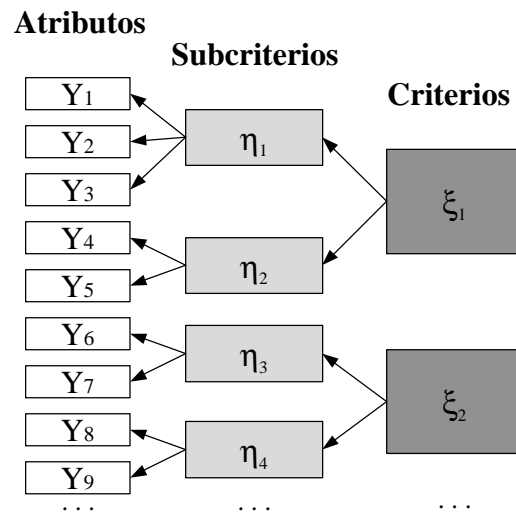 Atributos
Subcriterios
Criterios
Y1
Y2
Y3
Y4
Y5
Y6
Y7
Y8
Y9
. . .
η1
η2
η3
η4
. . .
ξ1
ξ2
. . .